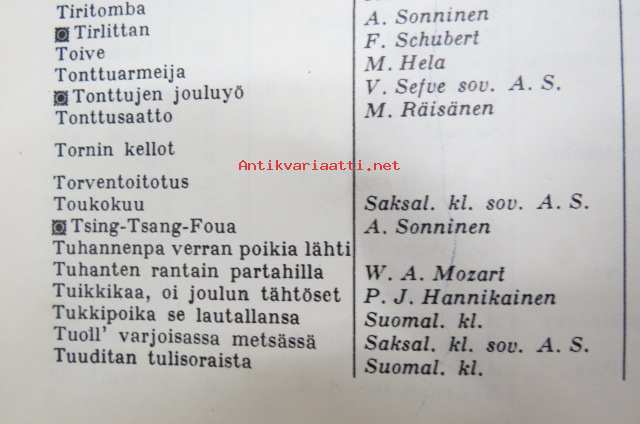 Tiritomba
Tirlittan A. Sonninen
Toive F. Schubert
Tonttuarmeija M. Hela
Tonttujen jouluyö V. Sefve sov. A. S.
Tonttusaatto M. Räisänen
Tornin kellot
Antikvariaatti.net
Torventoitotus
Toukokuu Saksal. kl. sov. A. S.
Tsing-Tsang-Foua A. Sonninen
Tuhannenpa verran poikia lähti
Tuhanten rantain partahilla W. A. Mozart
Tuikkikaa, oi joulun tähtöset P. J. Hannikainen
Tukkipoika se lautallansa Suomal. kl.
Tuoll' varjoisassa metsässä Saksal. kl. sov. A. S.
Tuuditan tulisoraista Suomal. kl.